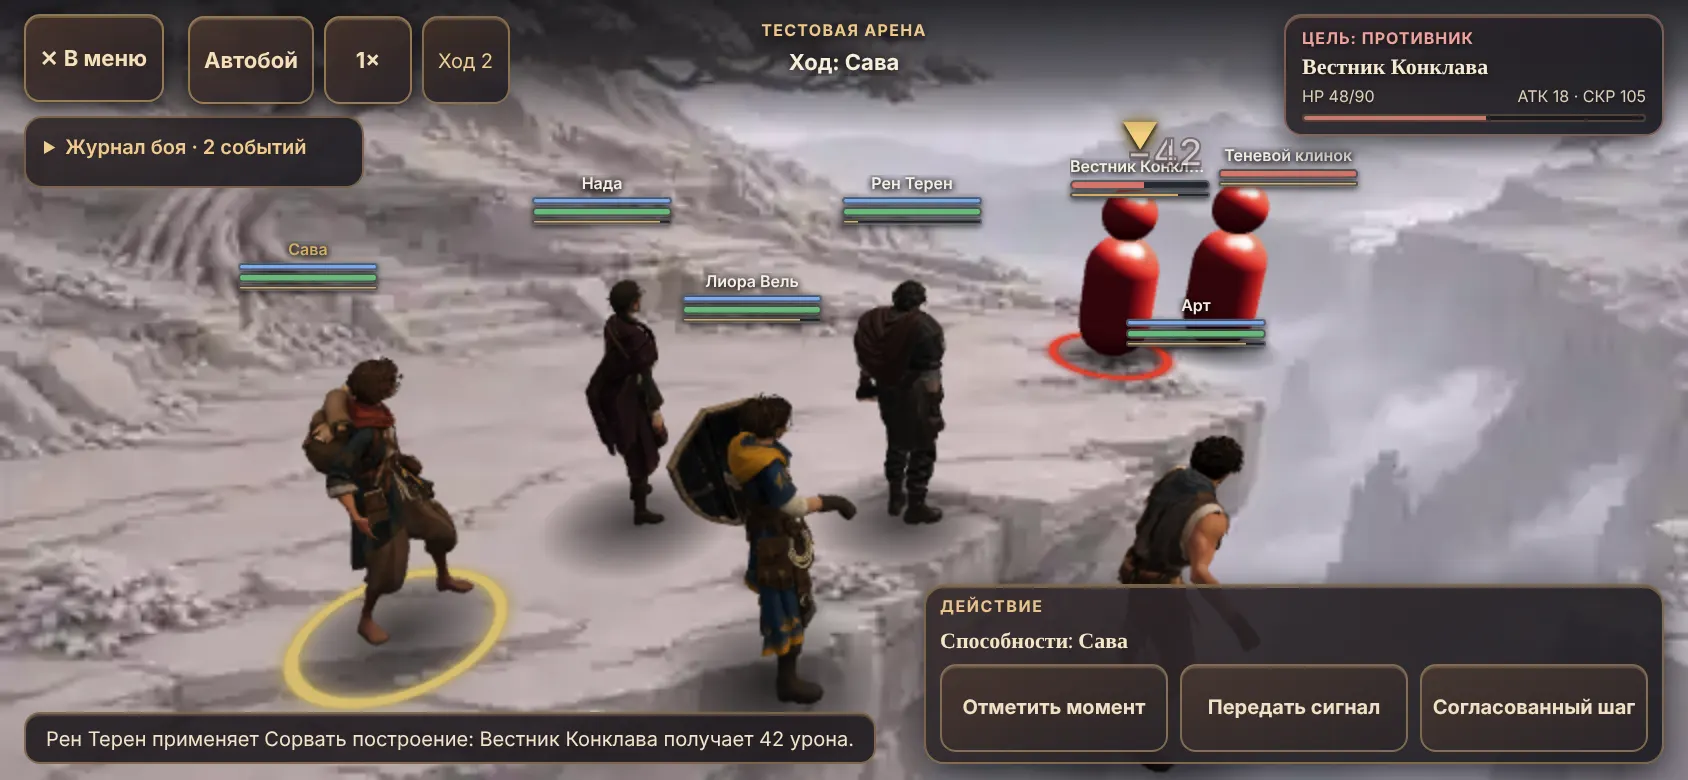 ✕ В меню
Автобой
1×
Ход 2
ТЕСТОВАЯ АРЕНА
Ход: Сава
ЦЕЛЬ: ПРОТИВНИК
Вестник Конклава
HP 48/90
АТК 18 · СКР 105
▶ Журнал боя · 2 событий
-42
Вестник Конкл...
Теневой клинок
Нада
Рен Терен
Сава
Лиора Вель
Арт
ДЕЙСТВИЕ
Способности: Сава
Отметить момент
Передать сигнал
Согласованный шаг
Рен Терен применяет Сорвать построение: Вестник Конклава получает 42 урона.